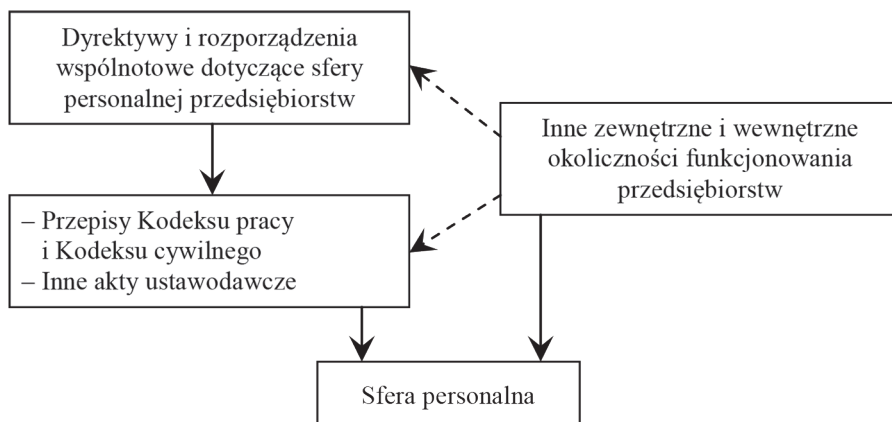 Dyrektywy i rozporządzenia
wspólnotowe dotyczące sfery
personalnej przedsiębiorstw
Inne zewnętrzne i wewnętrzne
okoliczności funkcjonowania
przedsiębiorstw
– Przepisy Kodeksu pracy
i Kodeksu cywilnego
– Inne akty ustawodawcze
Sfera personalna